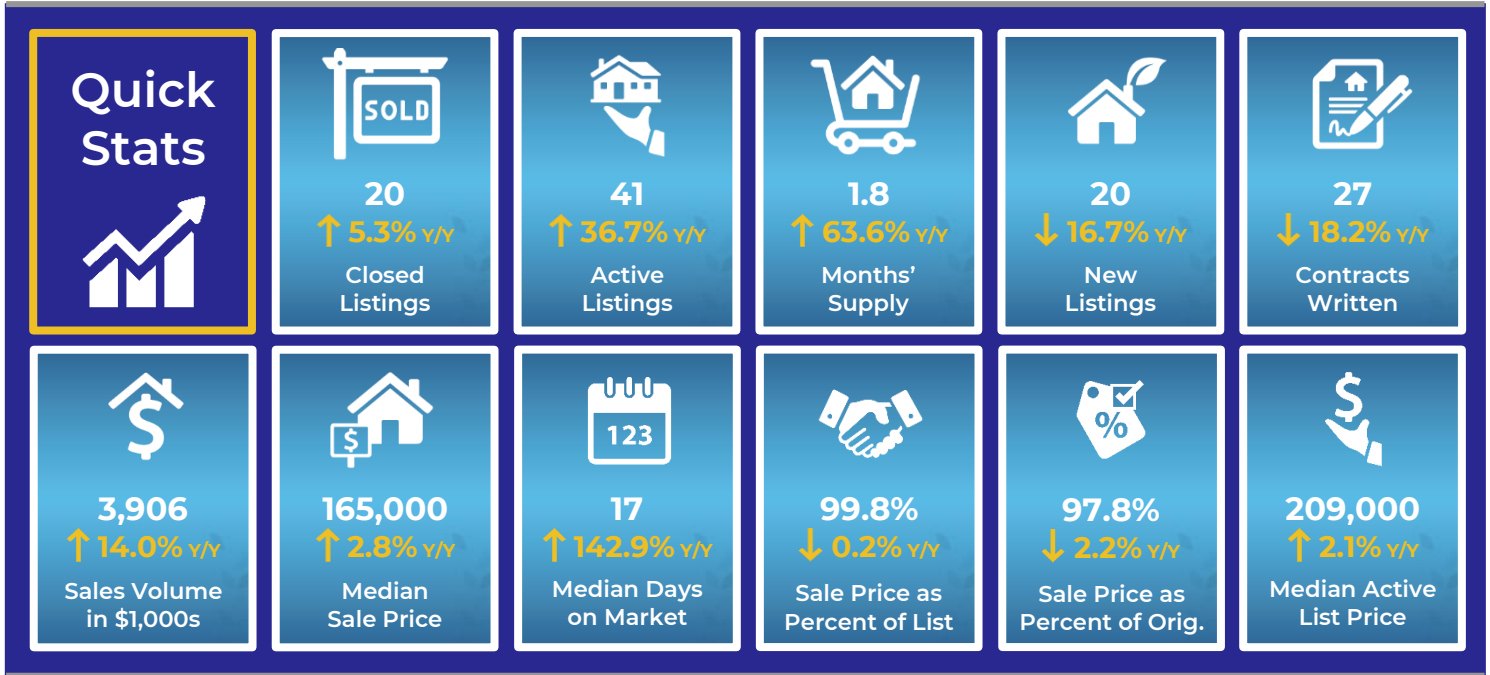 Quick
Stats
SOLD
20
↑ 5.3% Y/Y
Closed
Listings
41
↑ 36.7% Y/Y
Active
Listings
1.8
↑ 63.6% Y/Y
Months’
Supply
20
↓ 16.7% Y/Y
New
Listings
27
↓ 18.2% Y/Y
Contracts
Written
$
3,906
↑ 14.0% Y/Y
Sales Volume
in $1,000s
$
165,000
↑ 2.8% Y/Y
Median
Sale Price
123
17
↑ 142.9% Y/Y
Median Days
on Market
99.8%
↓ 0.2% Y/Y
Sale Price as
Percent of List
%
97.8%
↓ 2.2% Y/Y
Sale Price as
Percent of Orig.
$
209,000
↑ 2.1% Y/Y
Median Active
List Price